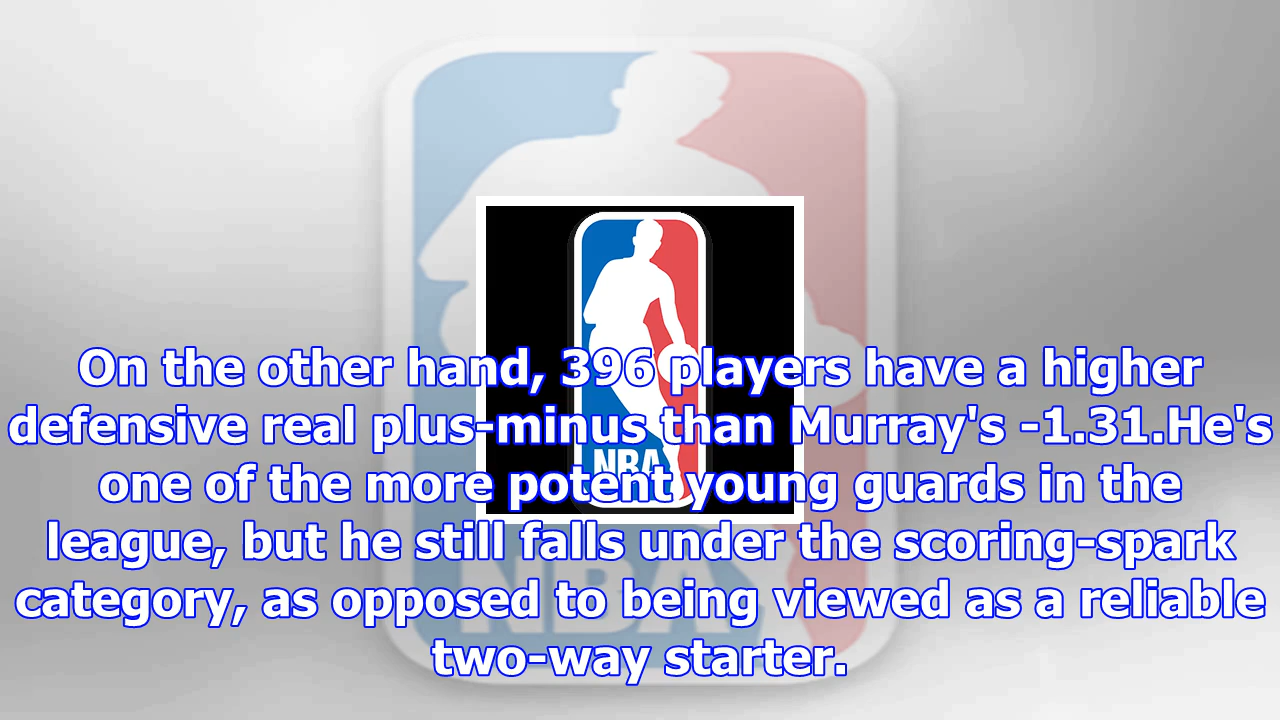 On the other hand, 396 players have a higher
defensive real plus-minus than Murray's -1.31.He's
one of the more potent young guards in the
league, but he still falls under the scoring-spark
category, as opposed to being viewed as a reliable
two-way starter.
NBA
NBA